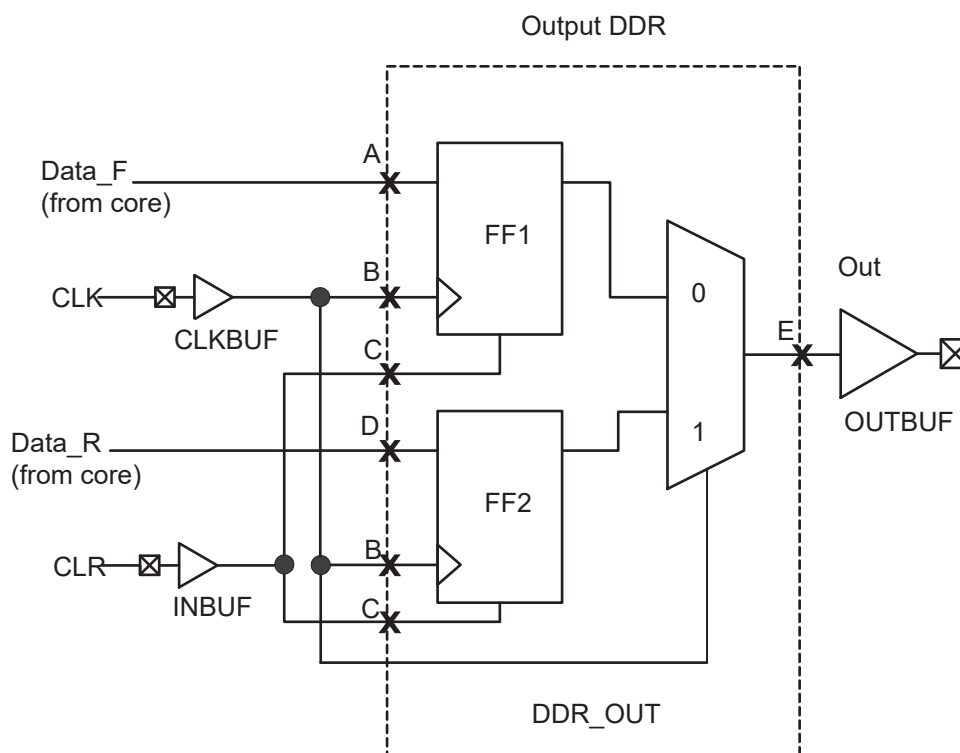 Output DDR
A
Data_F
(from core)
FF1
B
CLK
CLKBUF
0
Out
C
E
D
OUTBUF
Data_R
(from core)
1
FF2
B
CLR
INBUF
C
DDR_OUT